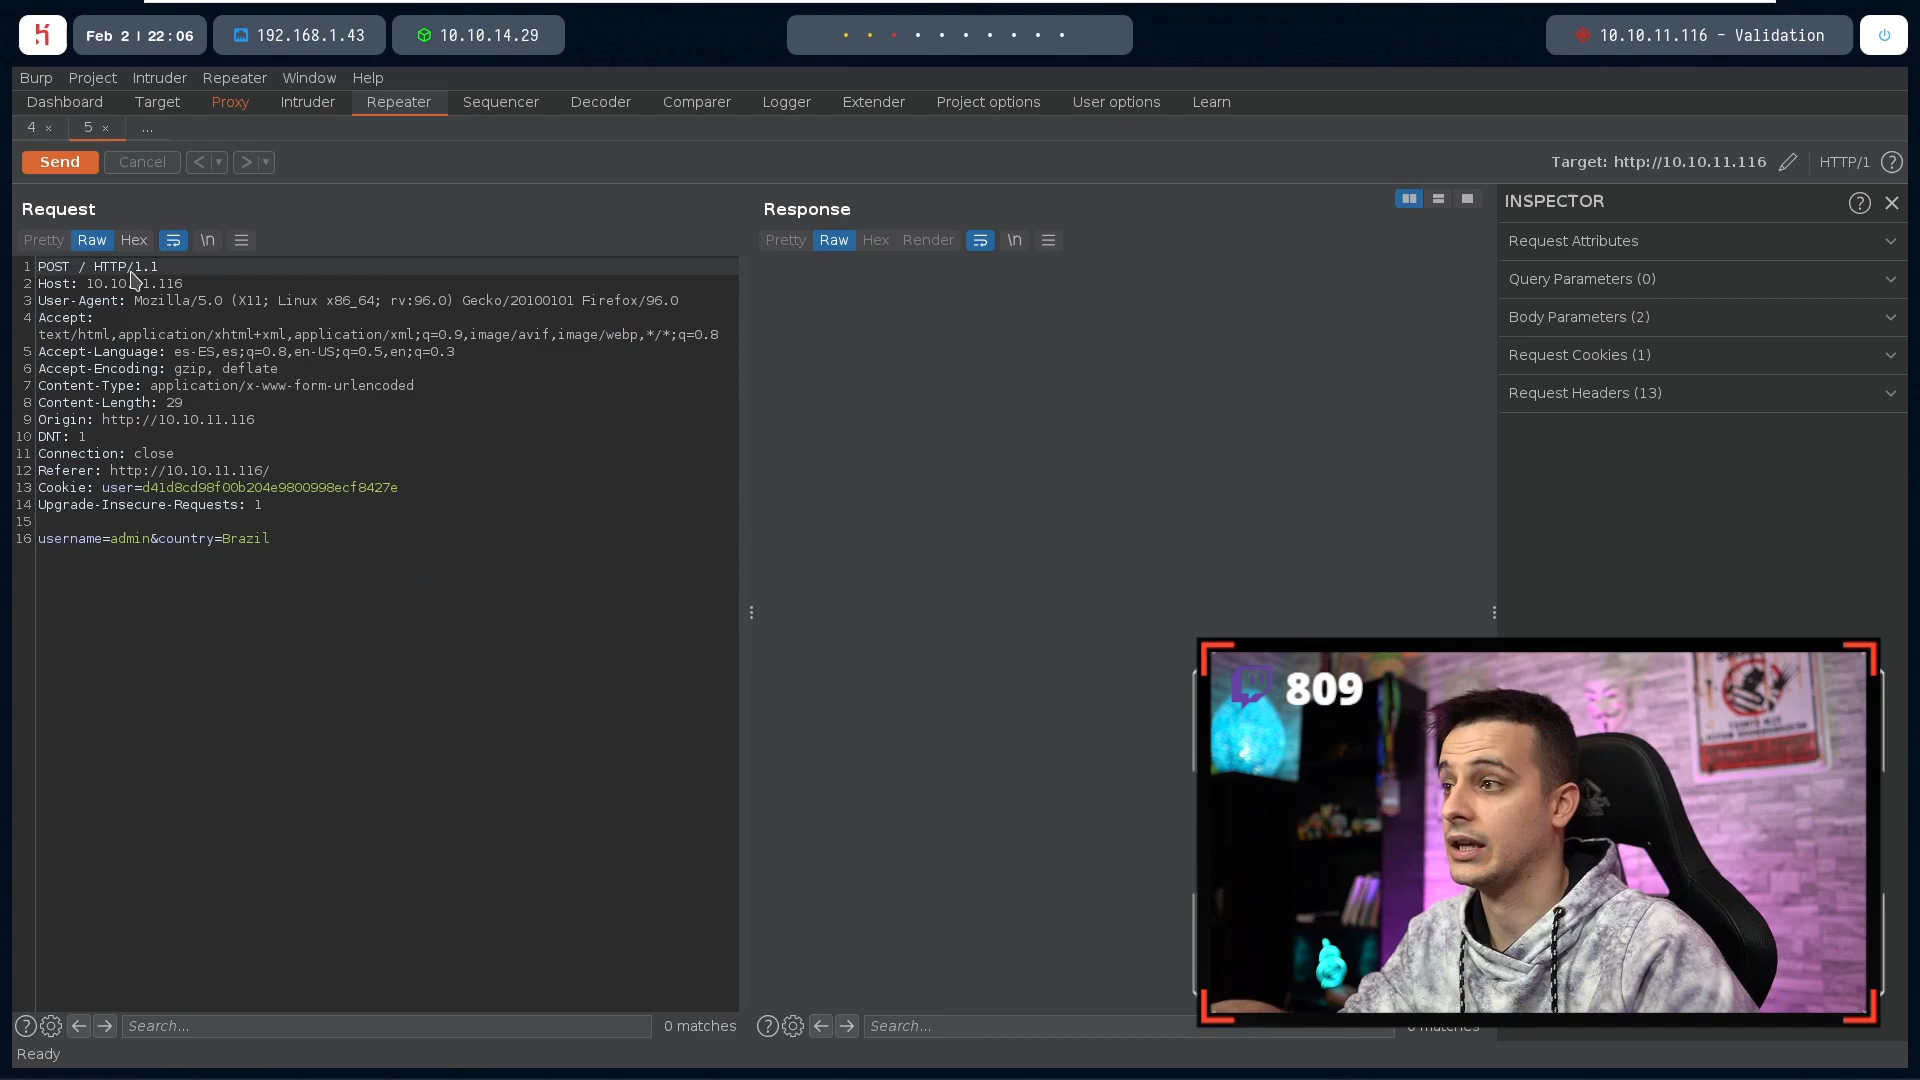 Feb 2 | 22:06
192.168.1.43
10.10.14.29
10.10.11.116 - Validation
Burp Project Intruder Repeater Window Help
Dashboard Target Proxy Intruder Repeater Sequencer Decoder Comparer Logger Extender Project options User options Learn
4 × 5 × ...
Send Cancel < > Target: http://10.10.11.116 HTTP/1 ?
Request
Pretty Raw Hex \n
1 POST / HTTP/1.1
2 Host: 10.10.11.116
3 User-Agent: Mozilla/5.0 (X11; Linux x86_64; rv:96.0) Gecko/20100101 Firefox/96.0
4 Accept:
text/html,application/xhtml+xml,application/xml;q=0.9,image/avif,image/webp,*/*;q=0.8
5 Accept-Language: es-ES,es;q=0.8,en-US;q=0.5,en;q=0.3
6 Accept-Encoding: gzip, deflate
7 Content-Type: application/x-www-form-urlencoded
8 Content-Length: 29
9 Origin: http://10.10.11.116
10 DNT: 1
11 Connection: close
12 Referer: http://10.10.11.116/
13 Cookie: user=d41d8cd98f00b204e9800998ecf8427e
14 Upgrade-Insecure-Requests: 1
15
16 username=admin&country=Brazil
Response
Pretty Raw Hex Render \n
INSPECTOR
Request Attributes
Query Parameters (0)
Body Parameters (2)
Request Cookies (1)
Request Headers (13)
809
Search... 0 matches
Search... 0 matches
Ready